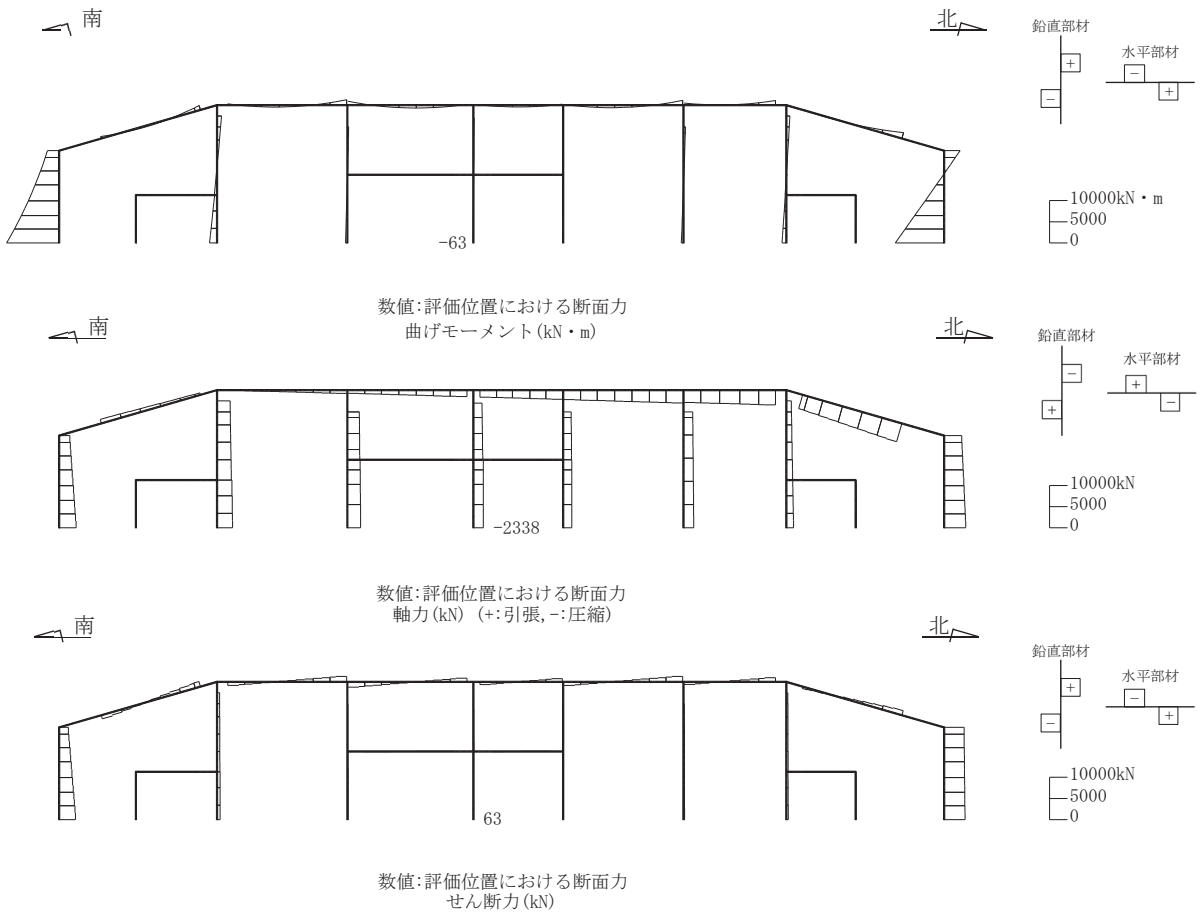 南
北
鉛直部材
+
−
水平部材
−
+
10000kN・m
5000
0
-63
数値:評価位置における断面力
曲げモーメント(kN・m)
南
北
鉛直部材
−
+
水平部材
+
−
10000kN
5000
0
-2338
数値:評価位置における断面力
軸力(kN) (+:引張,-:圧縮)
南
北
鉛直部材
+
−
水平部材
−
+
10000kN
5000
0
63
数値:評価位置における断面力
せん断力(kN)